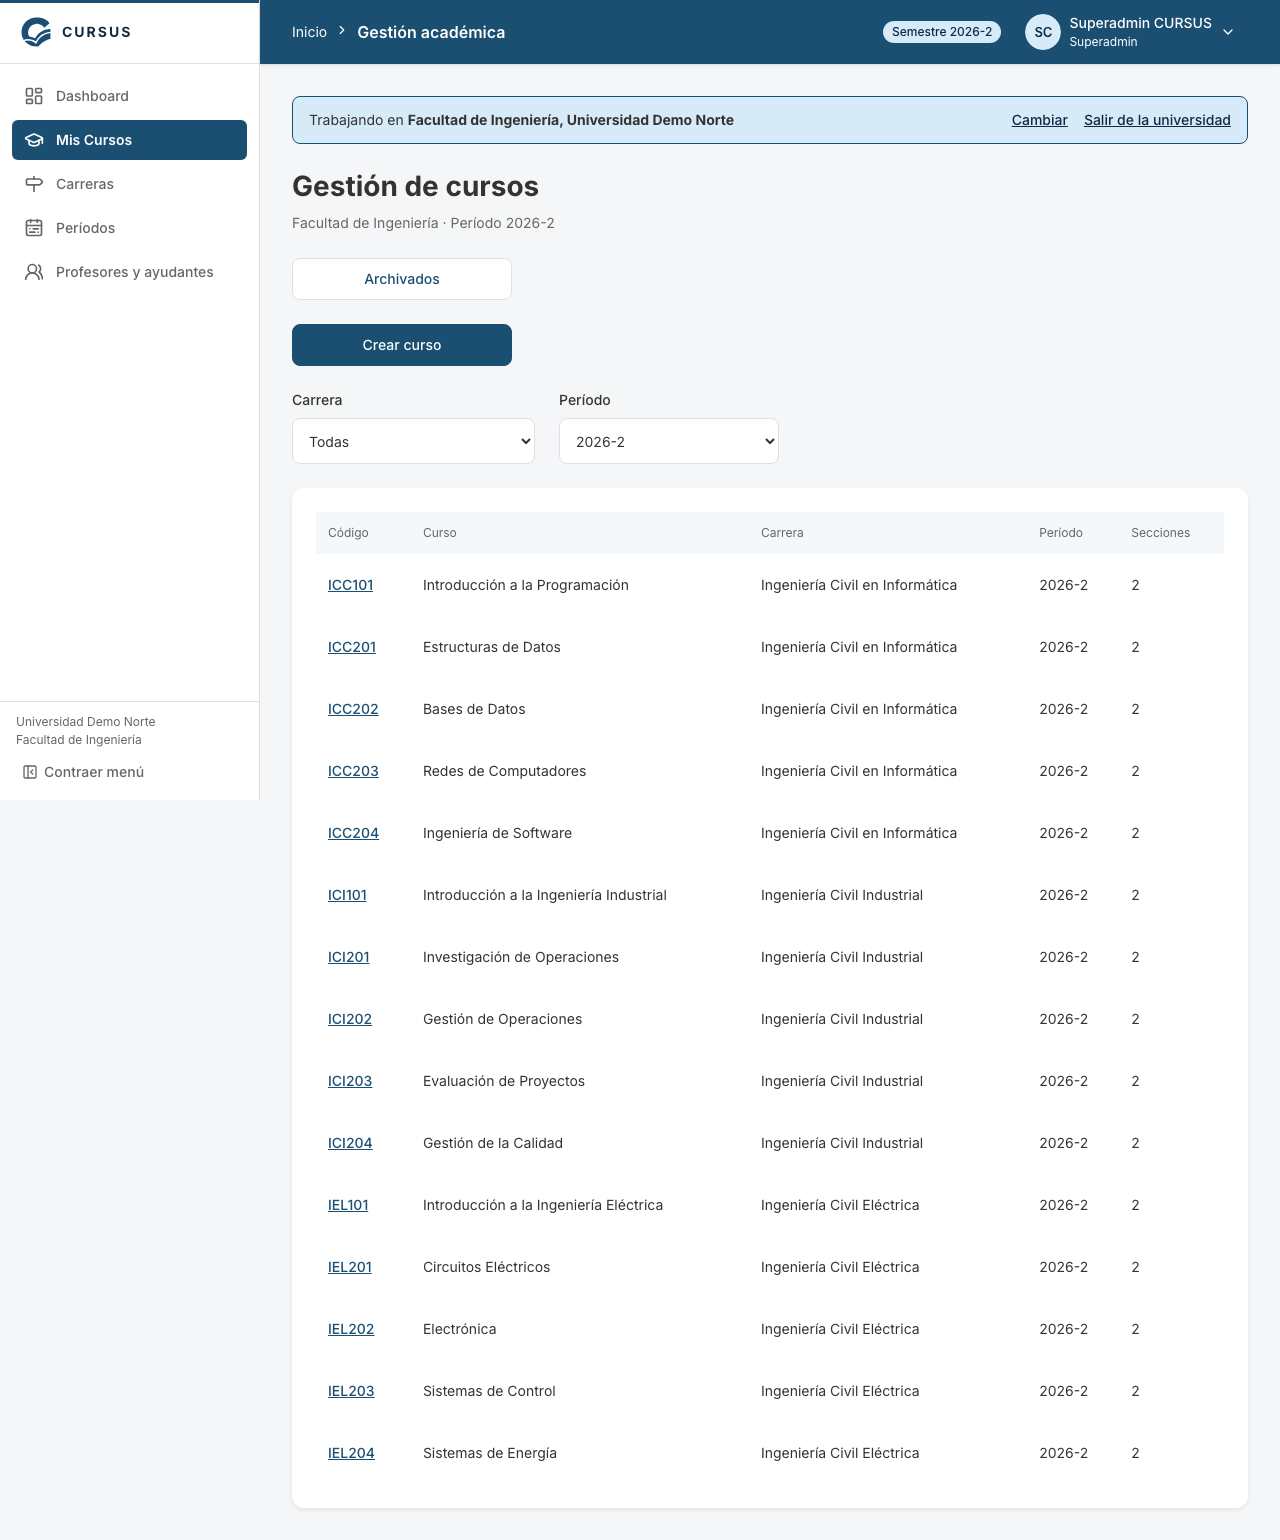 CURSUS
Inicio > Gestión académica
Semestre 2026-2
SC
Superadmin CURSUS
Superadmin
Dashboard
Mis Cursos
Carreras
Períodos
Profesores y ayudantes
Universidad Demo Norte
Facultad de Ingeniería
Contraer menú
Trabajando en Facultad de Ingeniería, Universidad Demo Norte Cambiar Salir de la universidad
Gestión de cursos
Facultad de Ingeniería · Período 2026-2
Archivados
Crear curso
Carrera Período
Todas 2026-2
Código Curso Carrera Período Secciones
ICC101 Introducción a la Programación Ingeniería Civil en Informática 2026-2 2
ICC201 Estructuras de Datos Ingeniería Civil en Informática 2026-2 2
ICC202 Bases de Datos Ingeniería Civil en Informática 2026-2 2
ICC203 Redes de Computadores Ingeniería Civil en Informática 2026-2 2
ICC204 Ingeniería de Software Ingeniería Civil en Informática 2026-2 2
ICI101 Introducción a la Ingeniería Industrial Ingeniería Civil Industrial 2026-2 2
ICI201 Investigación de Operaciones Ingeniería Civil Industrial 2026-2 2
ICI202 Gestión de Operaciones Ingeniería Civil Industrial 2026-2 2
ICI203 Evaluación de Proyectos Ingeniería Civil Industrial 2026-2 2
ICI204 Gestión de la Calidad Ingeniería Civil Industrial 2026-2 2
IEL101 Introducción a la Ingeniería Eléctrica Ingeniería Civil Eléctrica 2026-2 2
IEL201 Circuitos Eléctricos Ingeniería Civil Eléctrica 2026-2 2
IEL202 Electrónica Ingeniería Civil Eléctrica 2026-2 2
IEL203 Sistemas de Control Ingeniería Civil Eléctrica 2026-2 2
IEL204 Sistemas de Energía Ingeniería Civil Eléctrica 2026-2 2